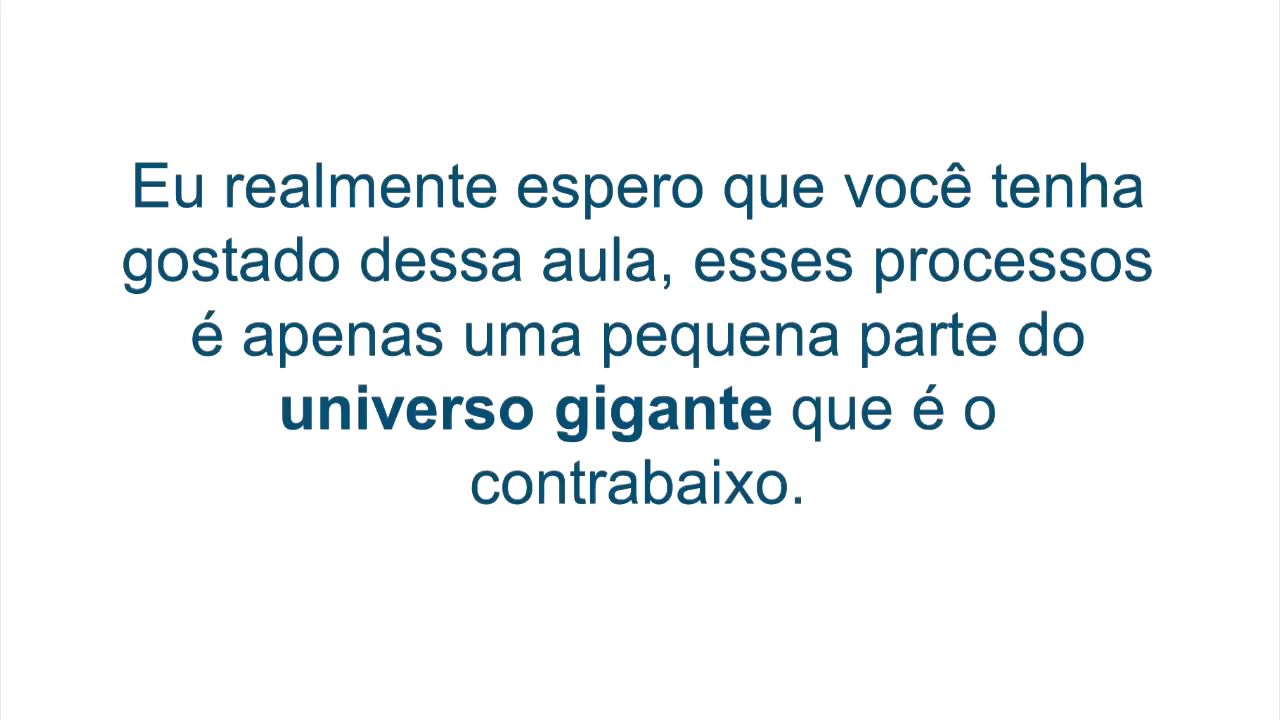 Eu realmente espero que você tenha
gostado dessa aula, esses processos
é apenas uma pequena parte do
universo gigante que é o
contrabaixo.